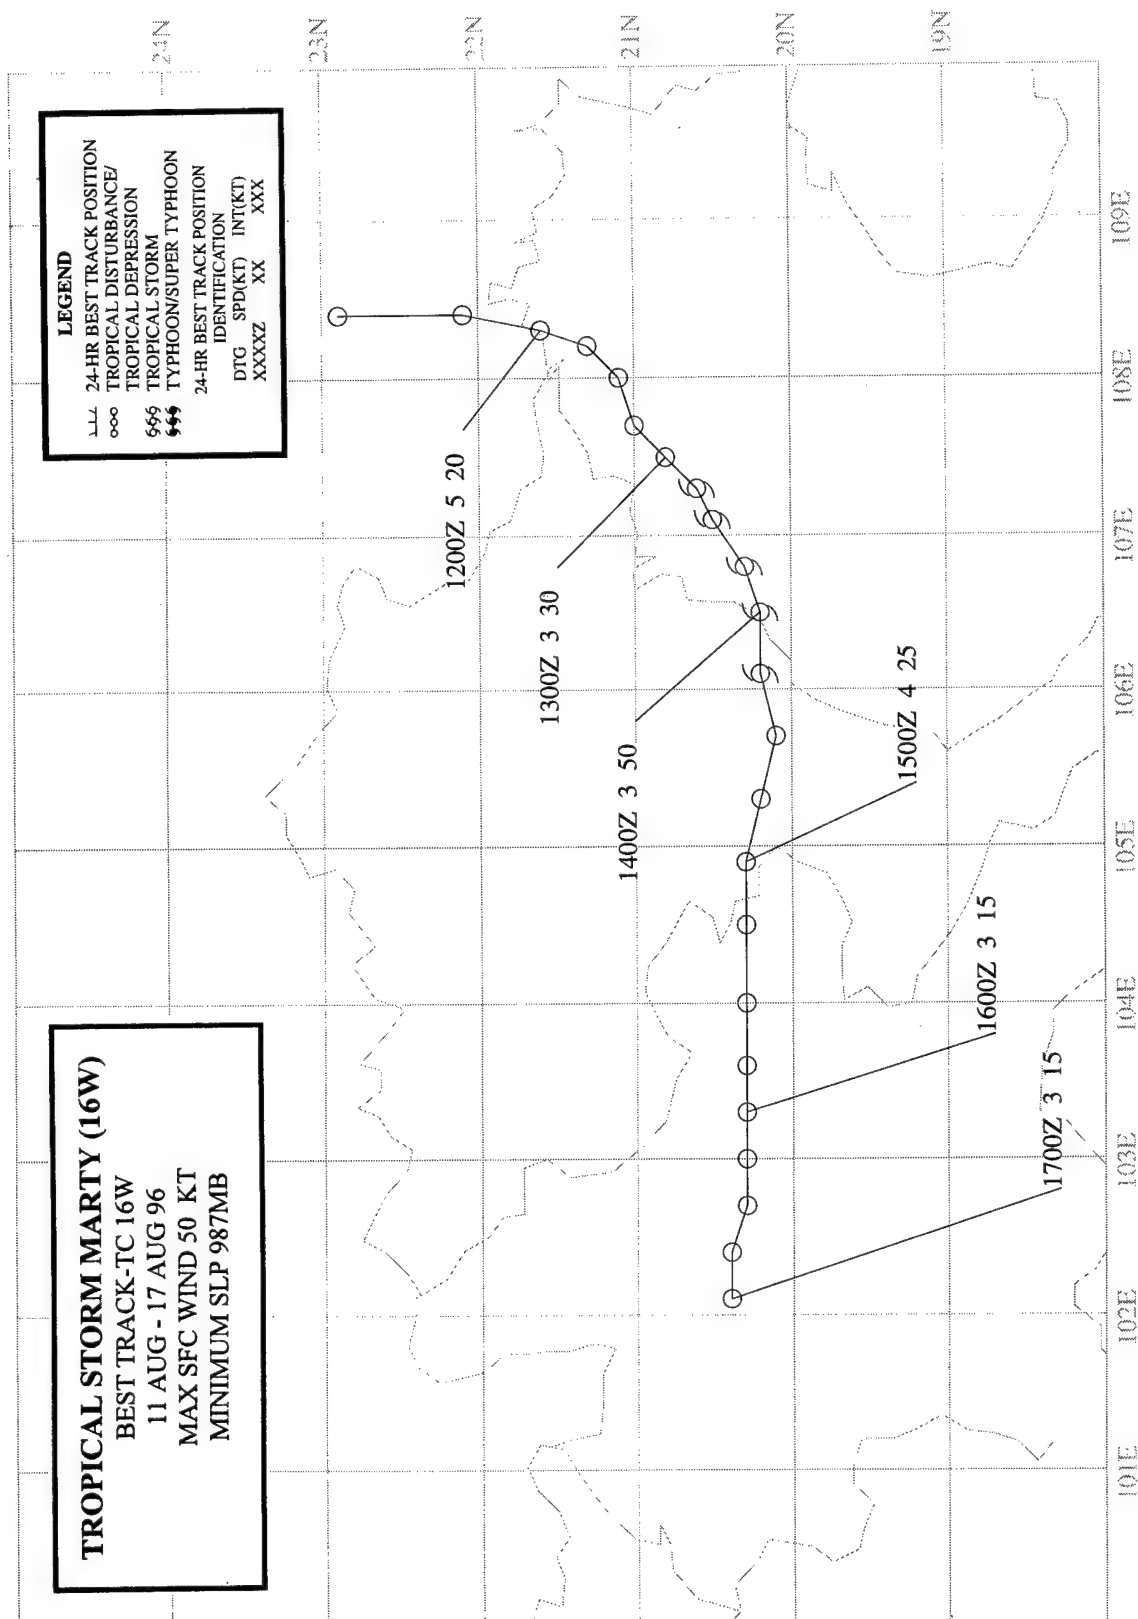 TROPICAL STORM MARTY (16W)
BEST TRACK-TC 16W
11 AUG - 17 AUG 96
MAX SFC WIND 50 KT
MINIMUM SLP 987MB
LEGEND
24-HR BEST TRACK POSITION
TROPICAL DISTURBANCE/
TROPICAL DEPRESSION
TROPICAL STORM
TYPHOON/SUPER TYPHOON
24-HR BEST TRACK POSITION
IDENTIFICATION
DTG SPD(KT) INT(KT)
XXXXZ XX XXX
24N
23N
22N
21N
20N
19N
1200Z 5 20
1300Z 3 30
1400Z 3 50
1500Z 4 25
1600Z 3 15
1700Z 3 15
101E
102E
103E
104E
105E
106E
107E
108E
109E